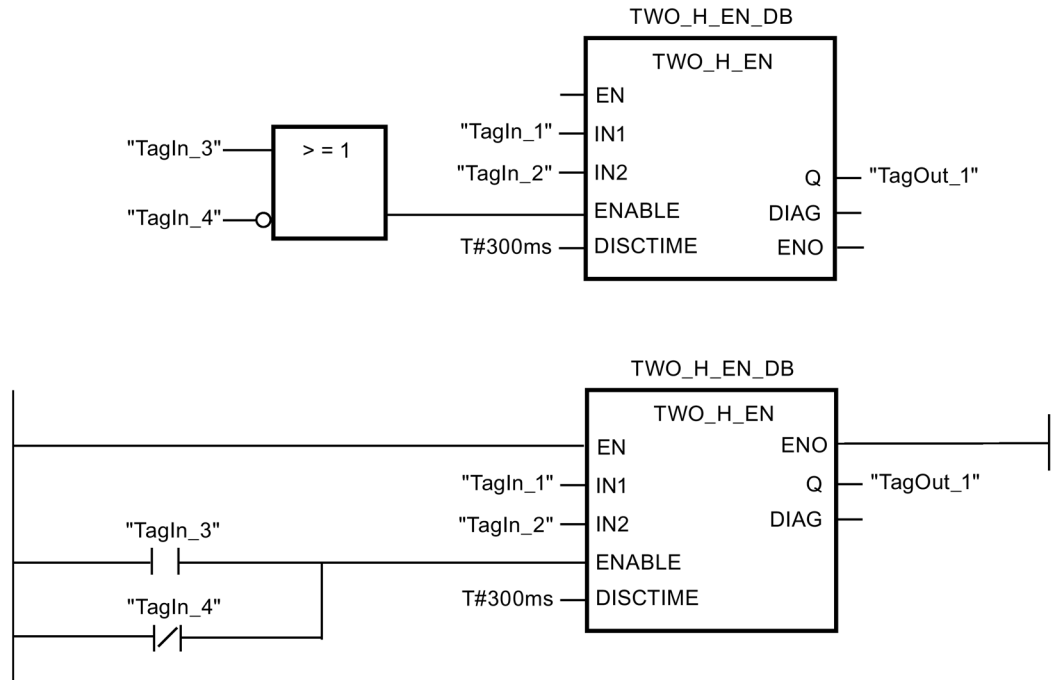 TWO_H_EN_DB
TWO_H_EN
EN
"TagIn_1" IN1
"TagIn_3" >=1
"TagIn_2" IN2
Q "TagOut_1"
"TagIn_4" ENABLE
DIAG
T#300ms DISCTIME
ENO
TWO_H_EN_DB
TWO_H_EN
EN ENO
"TagIn_1" IN1 Q "TagOut_1"
"TagIn_2" IN2 DIAG
"TagIn_3"
ENABLE
T#300ms DISCTIME
"TagIn_4"